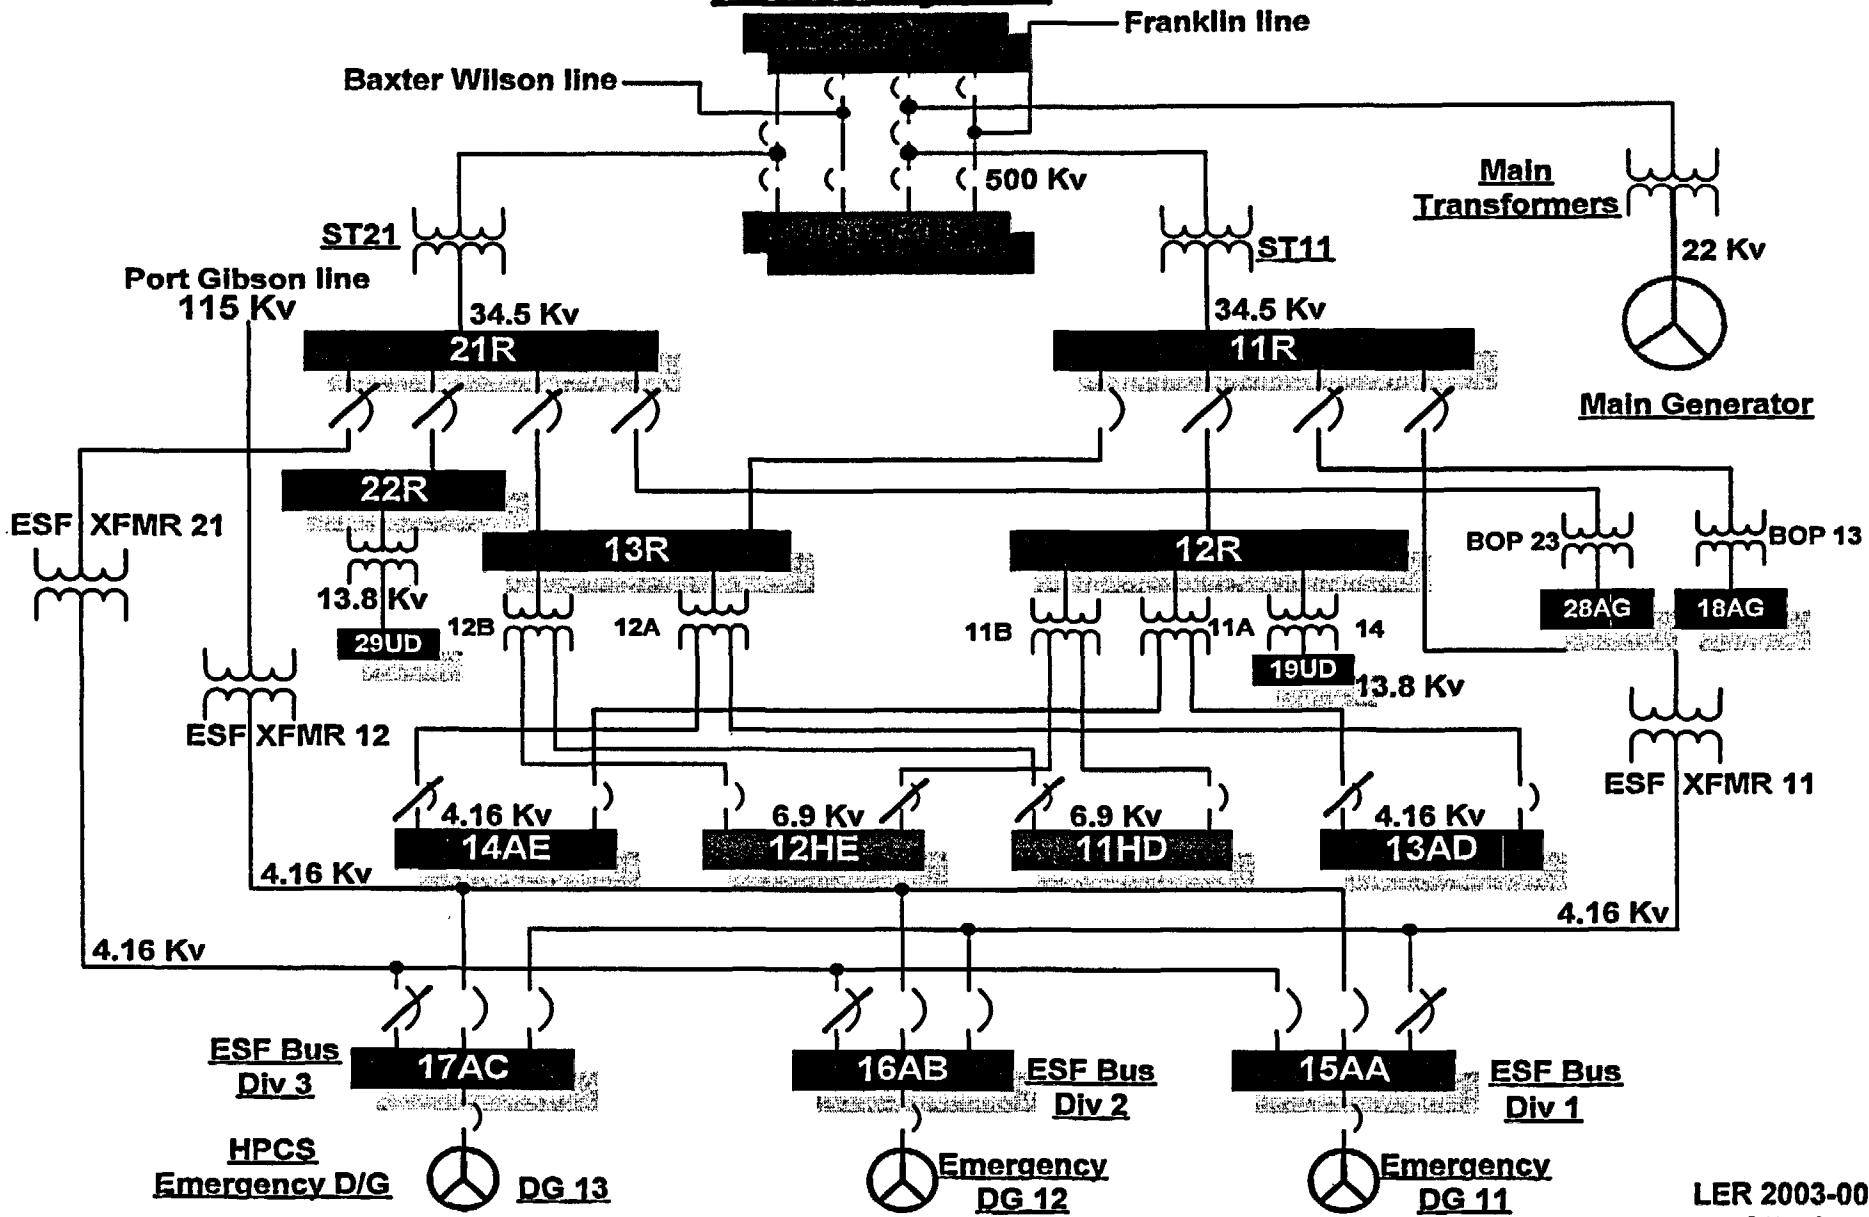 Franklin line
Baxter Wilson line
500 Kv
Main
Transformers
ST21
ST11
22 Kv
Port Gibson line
115 Kv
34.5 Kv
34.5 Kv
21R
11R
Main Generator
22R
ESF XFMR 21
13R
12R
BOP 23
BOP 13
13.8 Kv
12B
12A
11B
11A
14
28AG
18AG
29UD
19UD
13.8 Kv
ESF XFMR 12
ESF XFMR 11
4.16 Kv
6.9 Kv
6.9 Kv
4.16 Kv
14AE
12HE
11HD
13AD
4.16 Kv
4.16 Kv
4.16 Kv
ESF Bus
Div 3
17AC
16AB
ESF Bus
Div 2
15AA
ESF Bus
Div 1
HPCS
Emergency D/G
DG 13
Emergency
DG 12
Emergency
DG 11
LER 2003-00